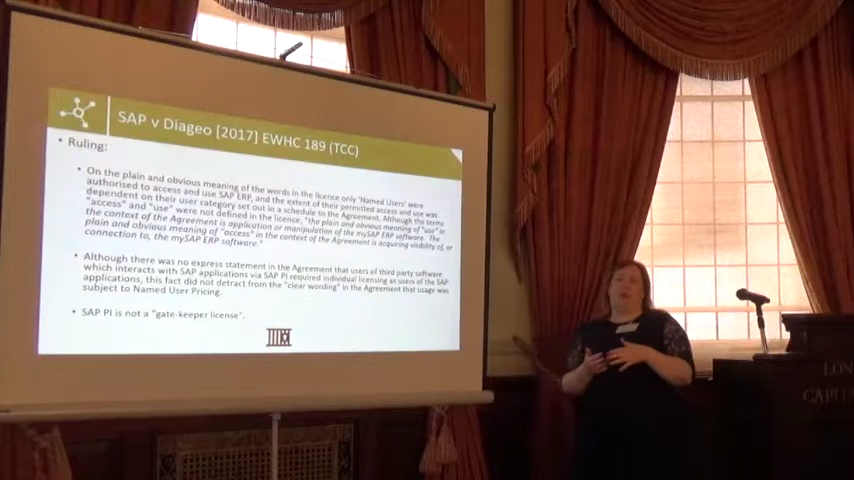 SAP v Diageo [2017] EWHC 189 (TCC)
• Ruling:
• On the plain and obvious meaning of the words in the licence only 'Named Users' were
authorised to access and use SAP ERP, and the extent of their permitted access and use was
dependent on their user category set out in a schedule to the Agreement. Although the terms
"access" and "use" were not defined in the licence, "the plain and obvious meaning of "use" in
the context of the Agreement is application or manipulation of the mySAP ERP software. The
plain and obvious meaning of "access" in the context of the Agreement is acquiring visibility of, or
connection to, the mySAP ERP software."
• Although there was no express statement in the Agreement that users of third party software
which interacts with SAP applications via SAP PI required individual licensing as users of the SAP
applications, this fact did not detract from the "clear wording" in the Agreement that usage was
subject to Named User Pricing.
• SAP PI is not a "gate-keeper license".
LON
CAPITOL